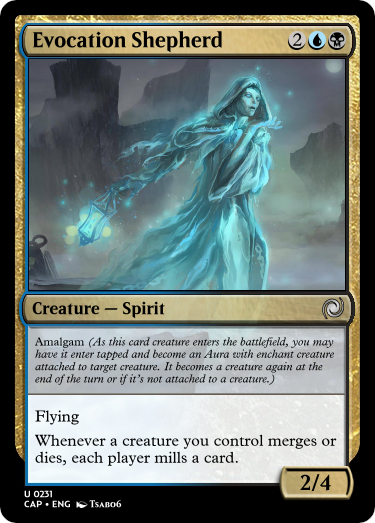 Evocation Shepherd 2
Creature — Spirit
Amalgam (As this card creature enters the battlefield, you may
have it enter tapped and become an Aura with enchant creature
attached to target creature. It becomes a creature again at the
end of the turn or if it's not attached to a creature.)
Flying
Whenever a creature you control merges or
dies, each player mills a card.
2/4
U 0231
CAP • ENG Tsabo6